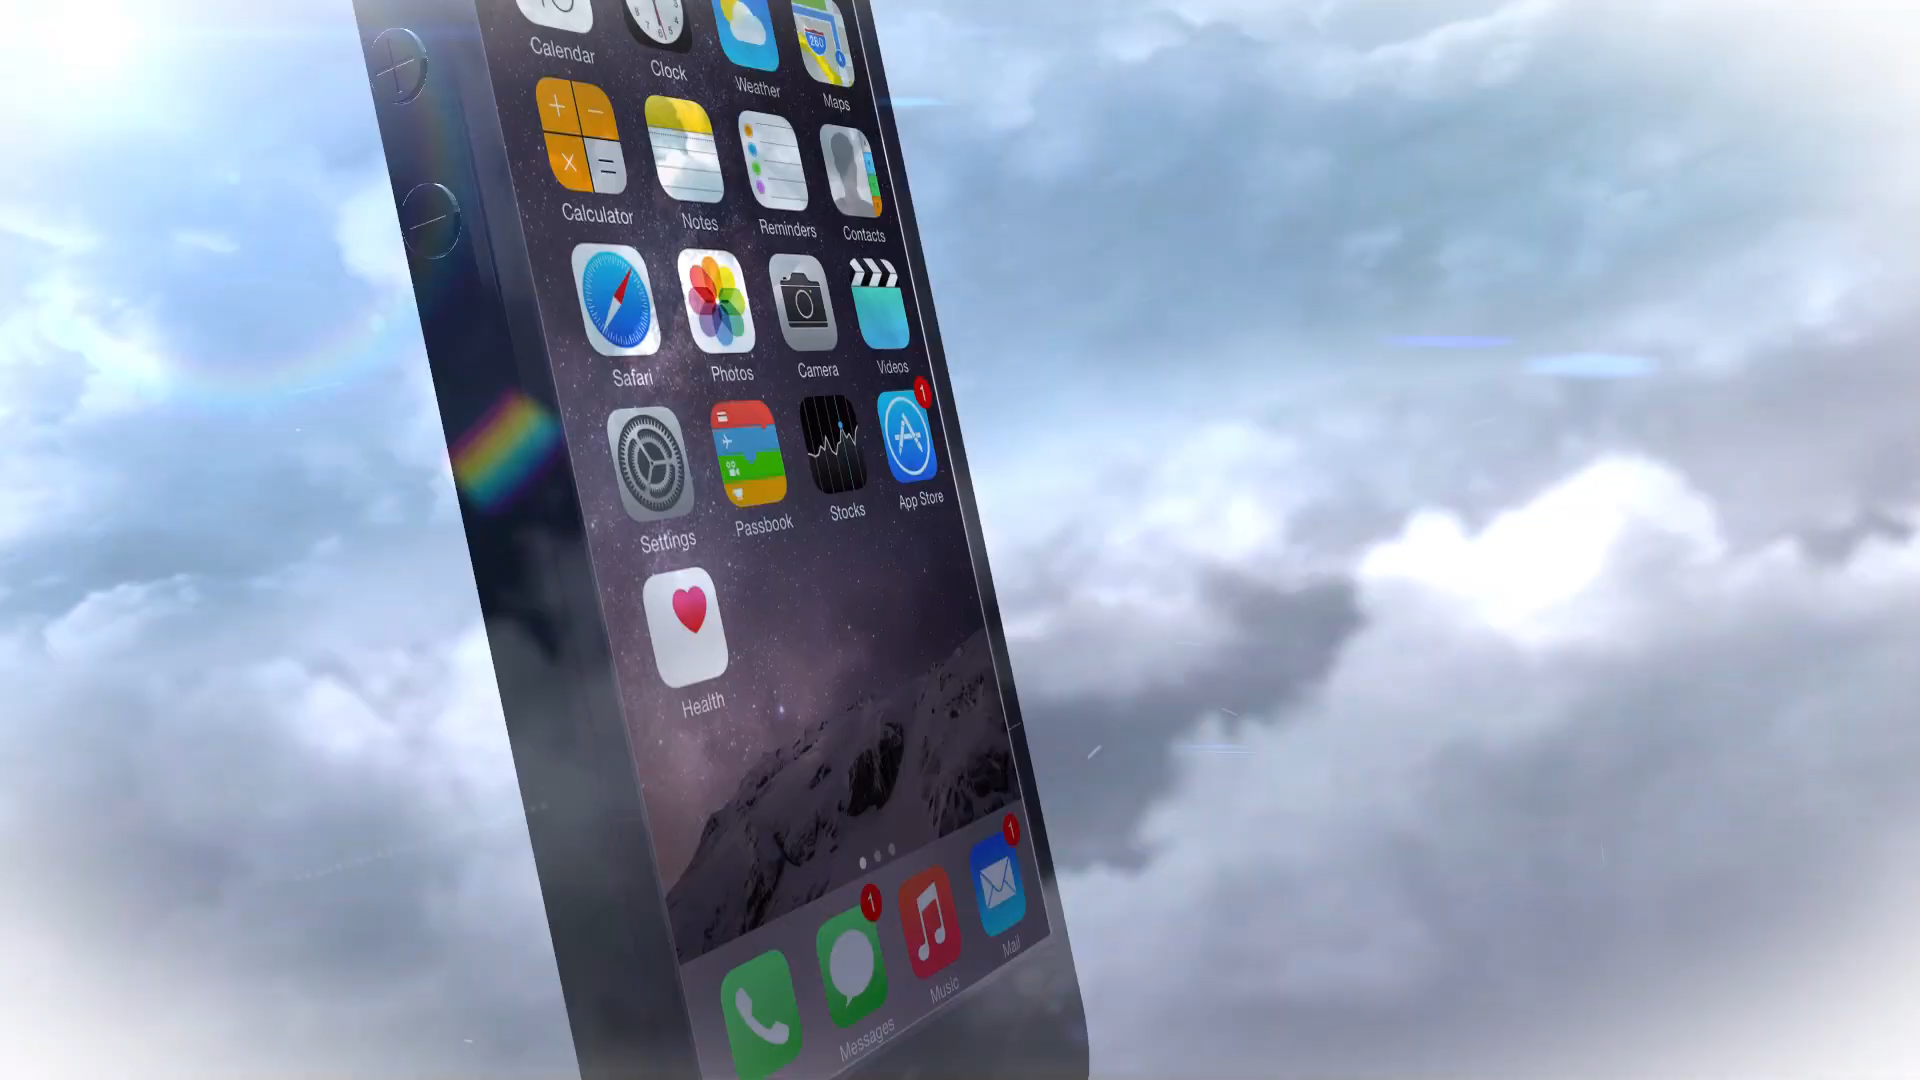 Calendar
Clock
Weather
280
Maps
Calculator
Notes
Reminders
Contacts
Safari
Photos
Camera
Videos
Settings
Passbook
Stocks
1
App Store
Health
1
Messages
Music
1
Mail